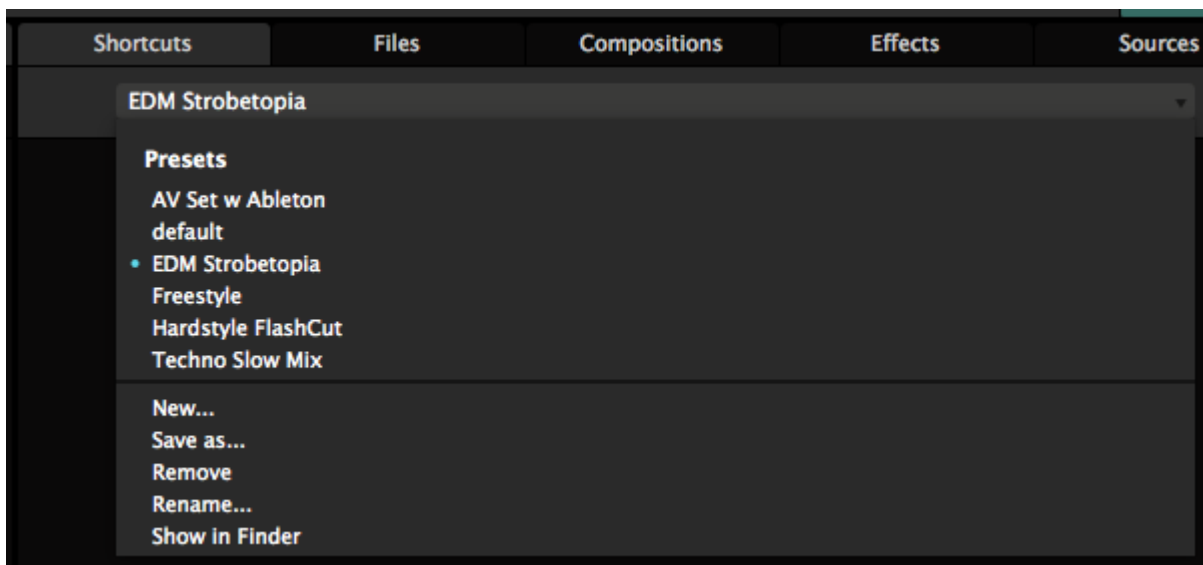 Shortcuts Files Compositions Effects Sources
EDM Strobetopia
Presets
AV Set w Ableton
default
EDM Strobetopia
Freestyle
Hardstyle FlashCut
Techno Slow Mix
New...
Save as...
Remove
Rename...
Show in Finder